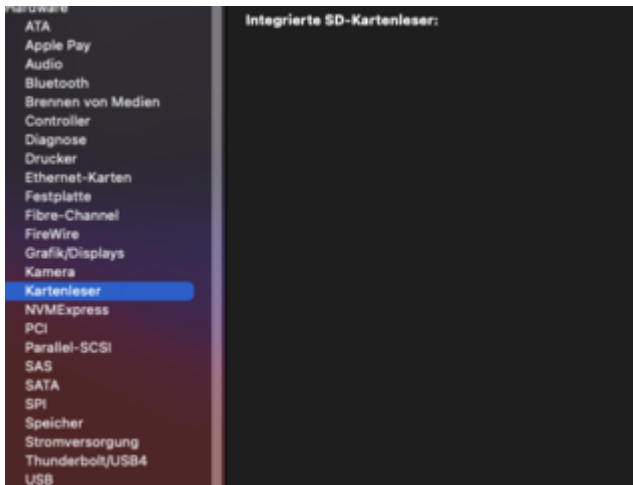 Hardware
ATA
Apple Pay
Audio
Bluetooth
Brennen von Medien
Controller
Diagnose
Drucker
Ethernet-Karten
Festplatte
Fibre-Channel
FireWire
Grafik/Displays
Kamera
Kartenleser
NVMExpress
PCI
Parallel-SCSI
SAS
SATA
SPI
Speicher
Stromversorgung
Thunderbolt/USB4
USB
Integrierte SD-Kartenleser: